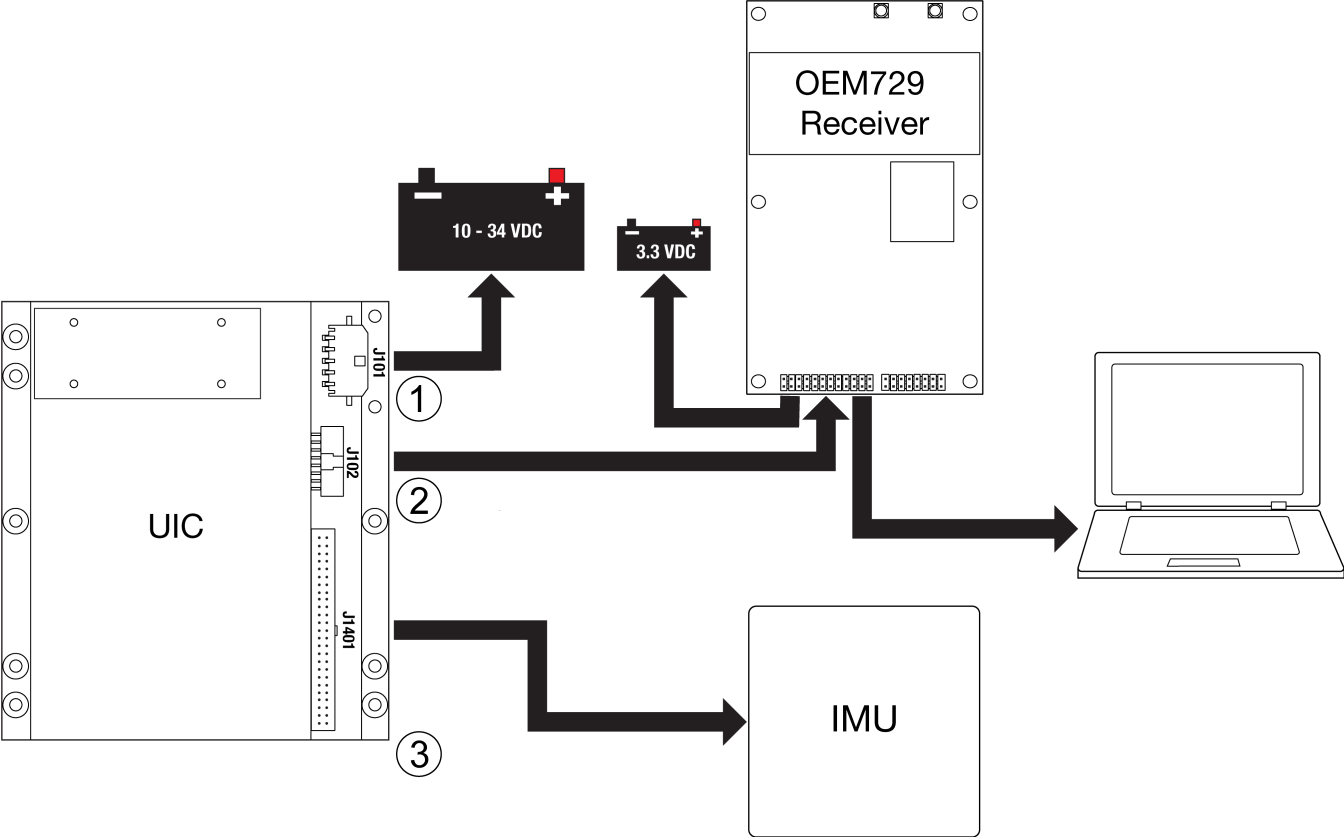 OEM729
Receiver
10 - 34 VDC
3.3 VDC
J101
1
J102
2
UIC
J1401
IMU
3